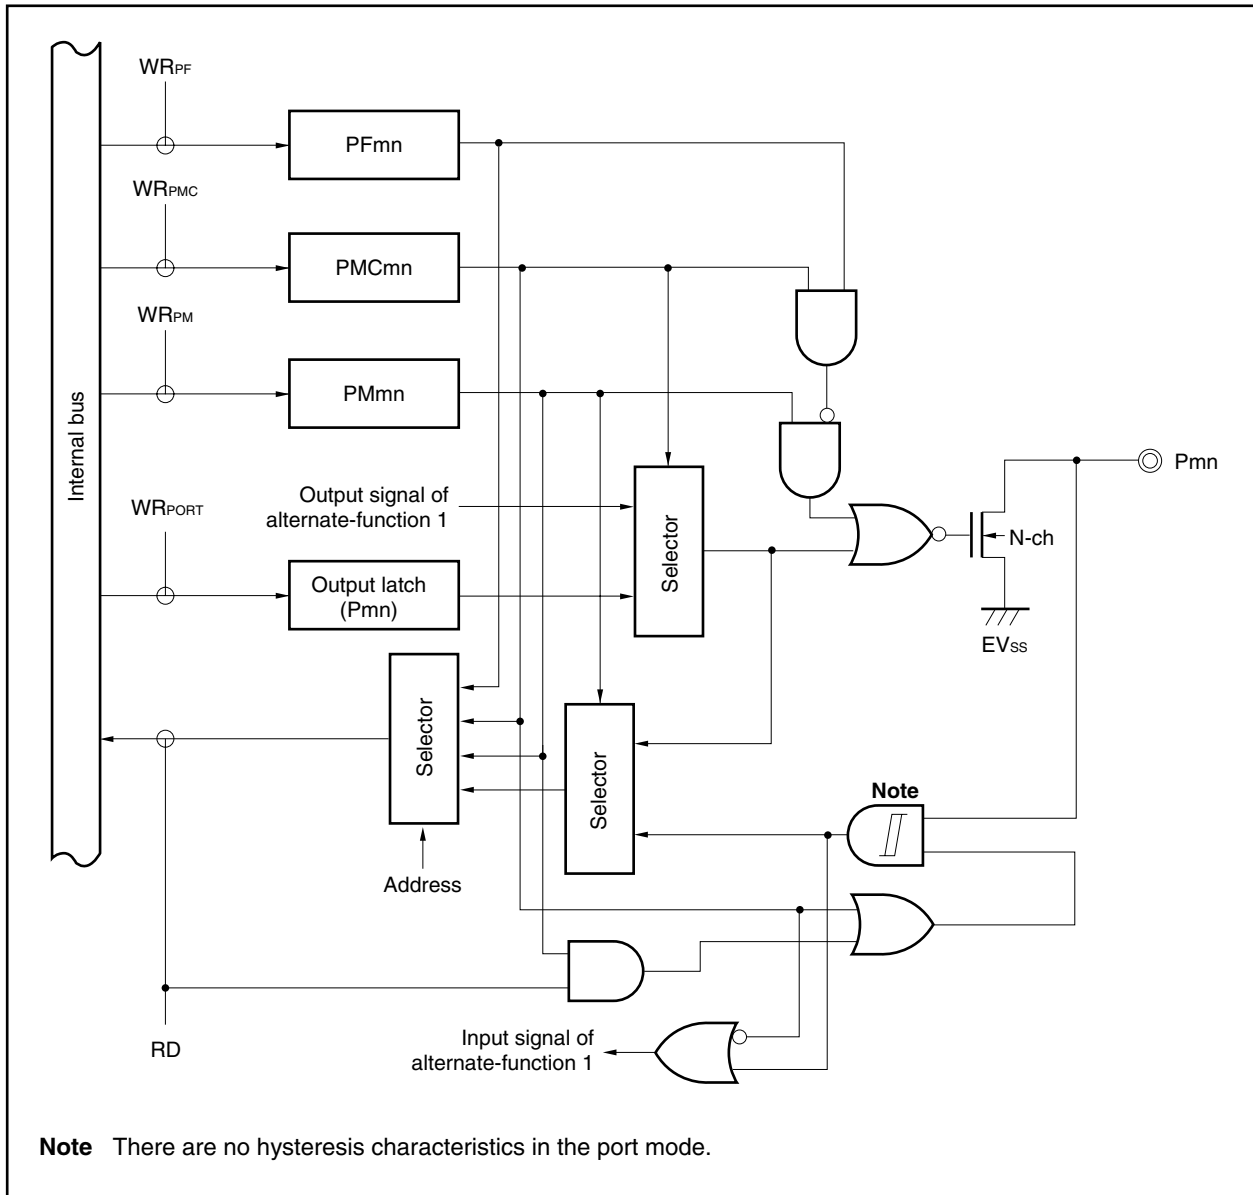 WRPF
PFmn
WRPMC
PMCmn
WRPM
PMmn
Internal bus
WRPORT
Output signal of
alternate-function 1
Output latch
(Pmn)
Selector
N-ch
Pmn
EVSS
Selector
Selector
Address
Note
RD
Input signal of
alternate-function 1
Note There are no hysteresis characteristics in the port mode.